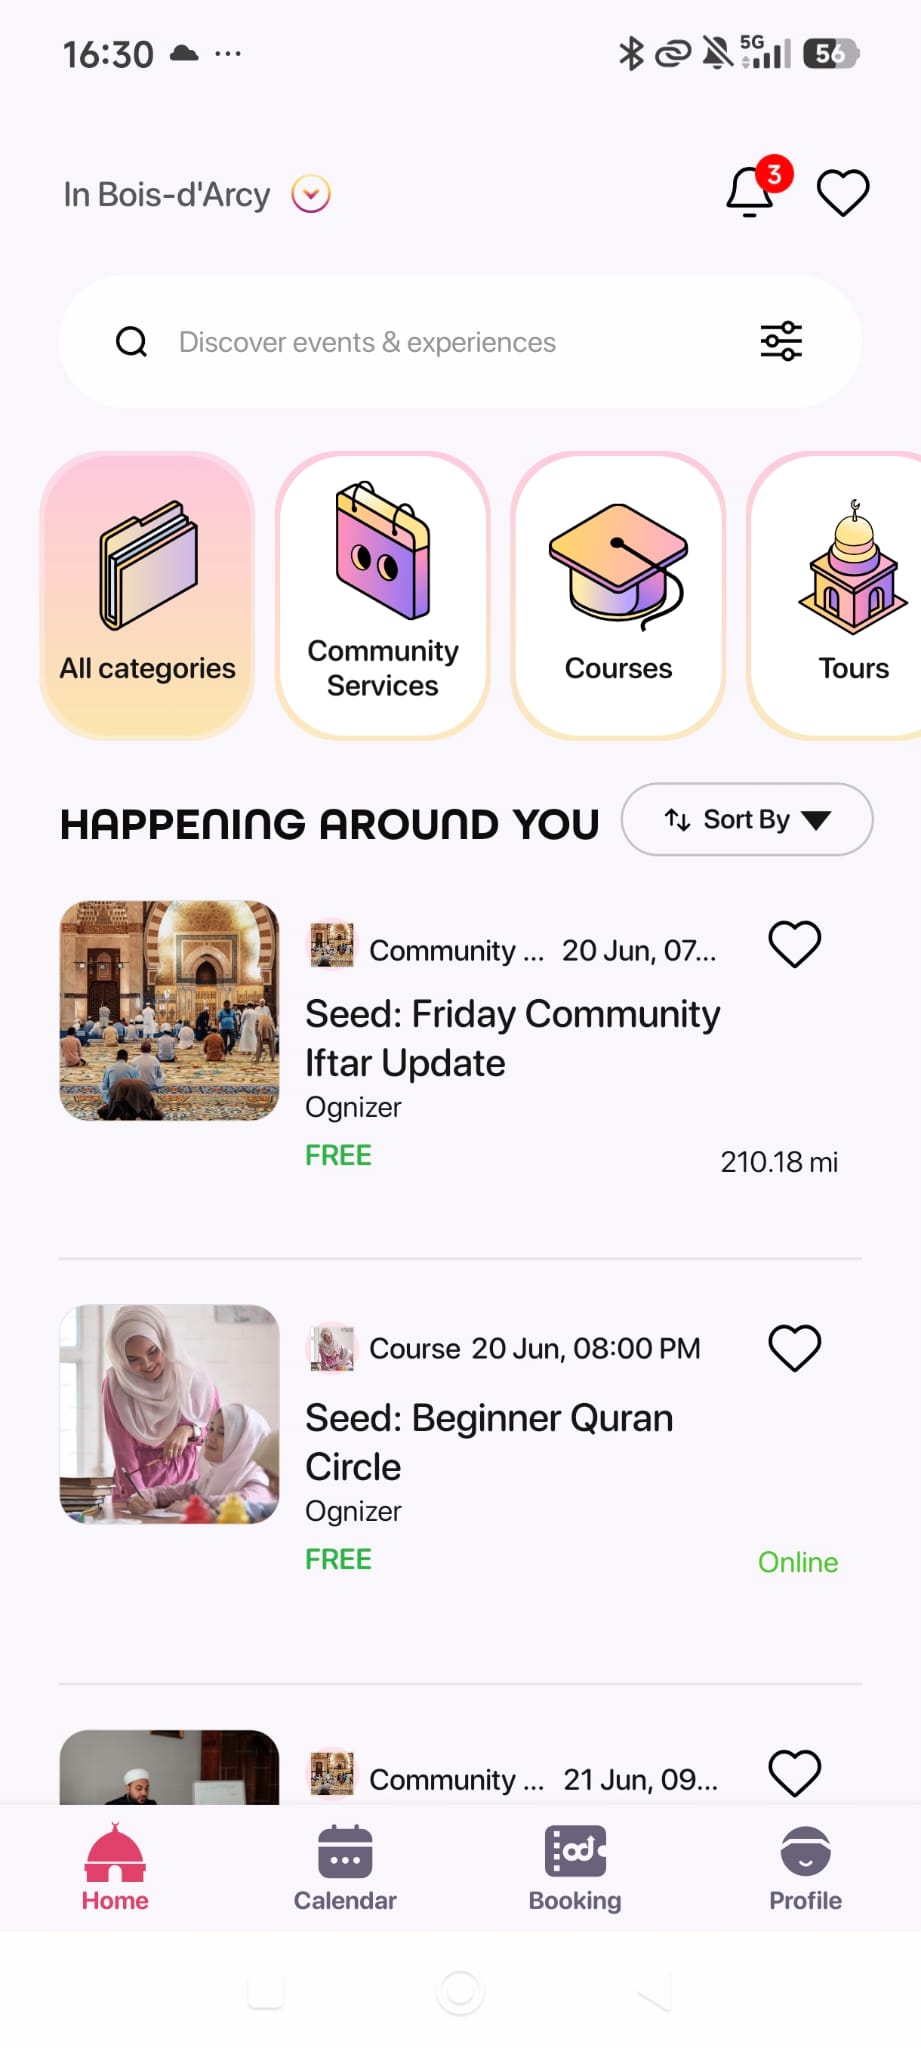 16:30
5G
56
In Bois-d'Arcy
3
Discover events & experiences
All categories
Community
Services
Courses
Tours
HAPPENING AROUND YOU
Sort By
Community ... 20 Jun, 07...
Seed: Friday Community
Iftar Update
Ognizer
FREE
210.18 mi
Course 20 Jun, 08:00 PM
Seed: Beginner Quran
Circle
Ognizer
FREE
Online
Community ... 21 Jun, 09...
Home
Calendar
Booking
Profile